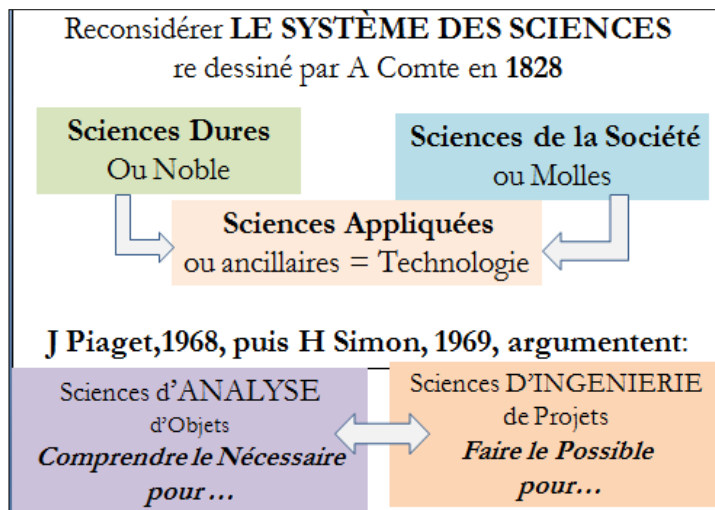 Reconsidérer LE SYSTÈME DES SCIENCES
re dessiné par A Comte en 1828
Sciences Dures
Ou Noble
Sciences de la Société
ou Molles
Sciences Appliquées
ou ancillaires = Technologie
J Piaget,1968, puis H Simon, 1969, argumentent:
Sciences d'ANALYSE
d'Objets
Comprendre le Nécessaire
pour…
Sciences D'INGENIERIE
de Projets
Faire le Possible
pour…